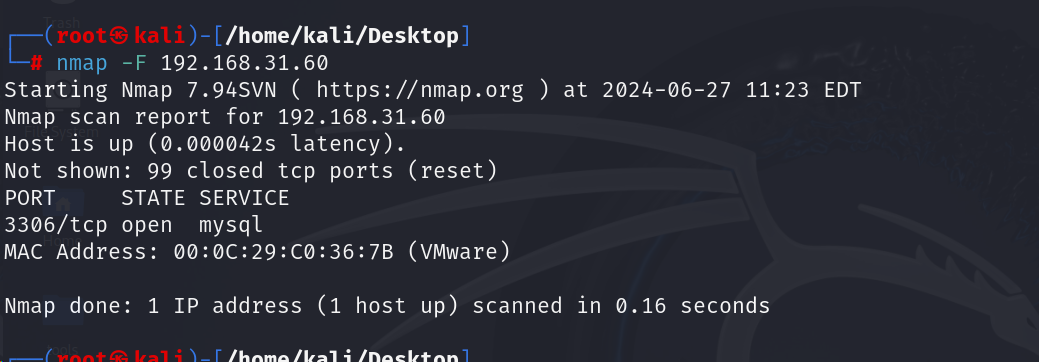 Trash
┌──(root㉿kali)-[/home/kali/Desktop]
└─# nmap -F 192.168.31.60
Starting Nmap 7.94SVN ( https://nmap.org ) at 2024-06-27 11:23 EDT
Nmap scan report for 192.168.31.60
Host is up (0.000042s latency).
Not shown: 99 closed tcp ports (reset)
PORT     STATE SERVICE
3306/tcp open  mysql
MAC Address: 00:0C:29:C0:36:7B (VMware)
Nmap done: 1 IP address (1 host up) scanned in 0.16 seconds
┌──(root㉿kali)-[/home/kali/Desktop]